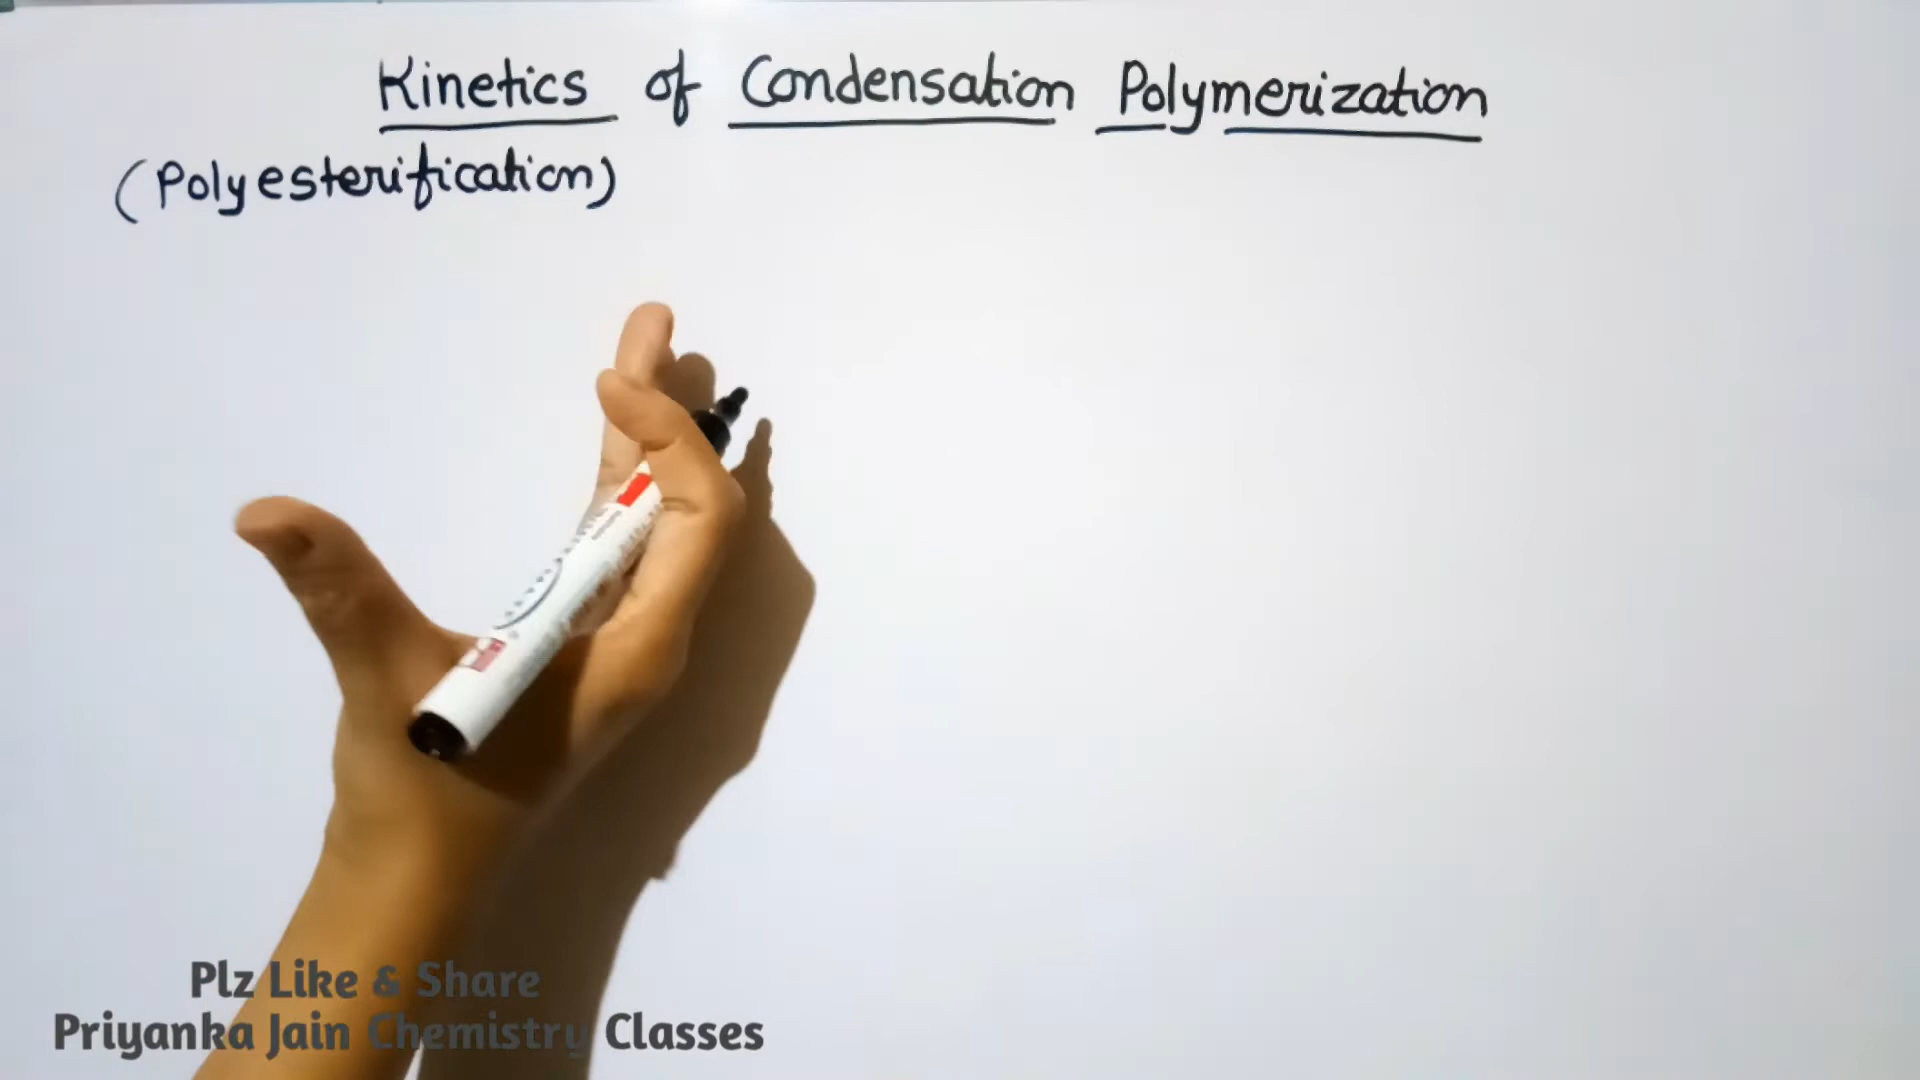 Kinetics of Condensation Polymerization
(Polyesterification)
Plz Like & Share
Priyanka Jain Chemistry Classes